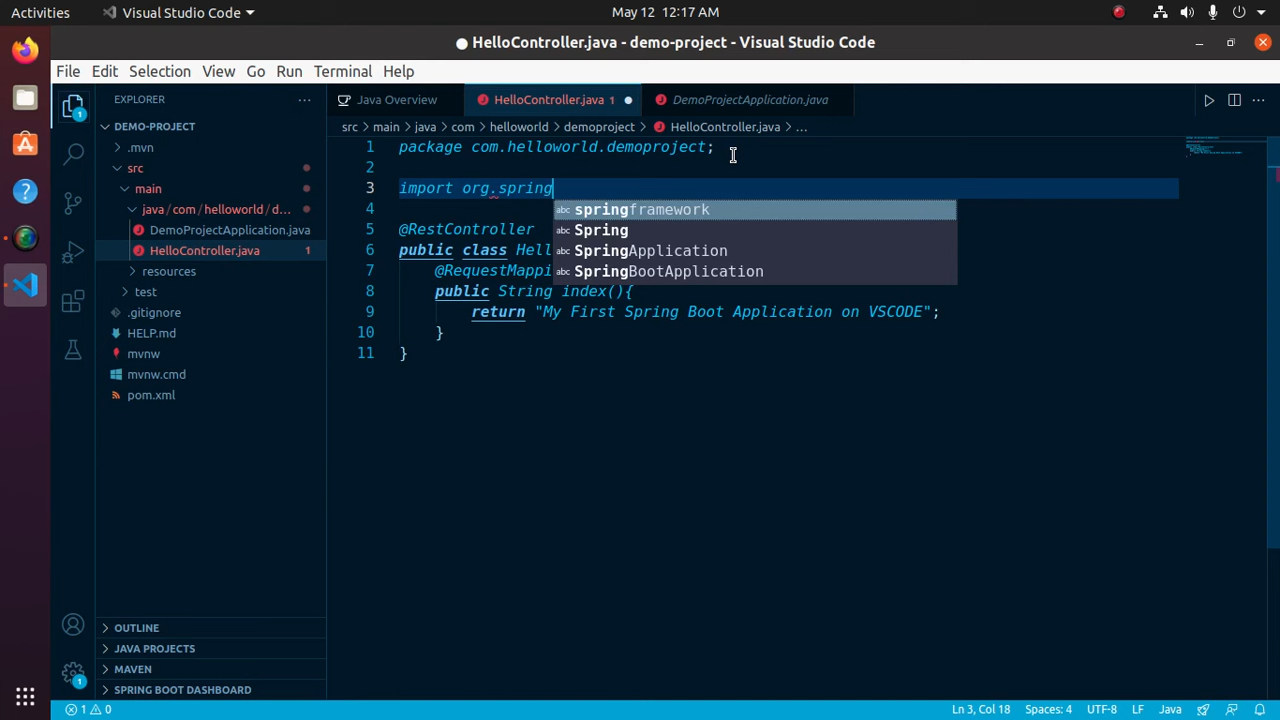 Activities
Visual Studio Code
May 12 12:17 AM
● HelloController.java - demo-project - Visual Studio Code
File Edit Selection View Go Run Terminal Help
EXPLORER
Java Overview
HelloController.java 1
DemoProjectApplication.java
DEMO-PROJECT
.mvn
src
main
java / com / helloworld / d...
DemoProjectApplication.java
HelloController.java 1
resources
test
.gitignore
HELP.md
mvnw
mvnw.cmd
pom.xml
OUTLINE
JAVA PROJECTS
MAVEN
SPRING BOOT DASHBOARD
1
1
src > main > java > com > helloworld > demoproject > HelloController.java > ...
1 package com.helloworld.demoproject;
2
3 import org.spring
4
5 @RestController
6 public class Hell
7 @RequestMappi
8 public String index(){
9 return "My First Spring Boot Application on VSCODE";
10 }
11 }
abc springframework
abc Spring
abc SpringApplication
abc SpringBootApplication
1 0
Ln 3, Col 18 Spaces: 4 UTF-8 LF Java